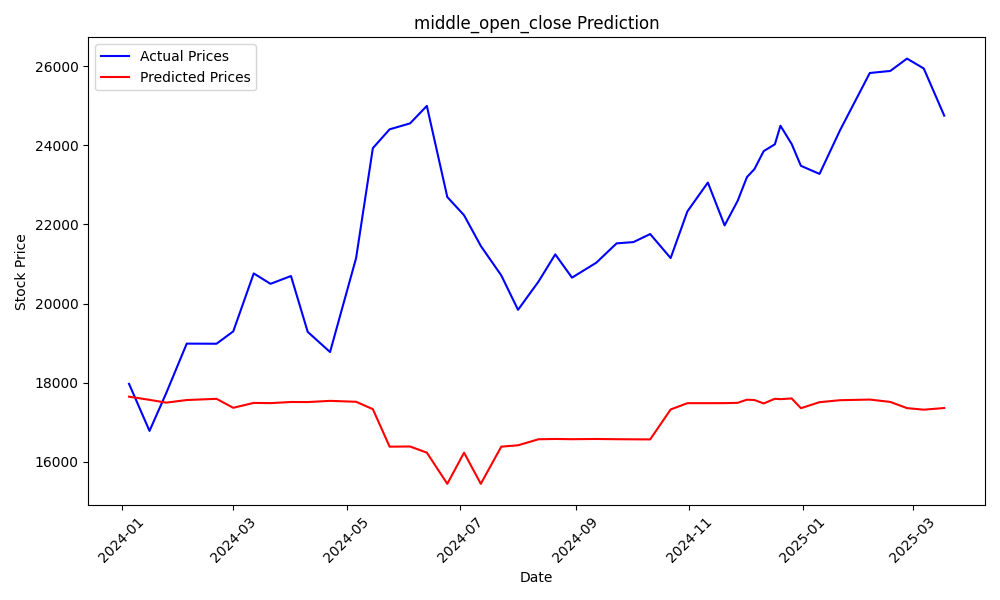 middle_open_close Prediction
Actual Prices
Predicted Prices
Stock Price
26000
24000
22000
20000
18000
16000
2024-01
2024-03
2024-05
2024-07
2024-09
2024-11
2025-01
2025-03
Date